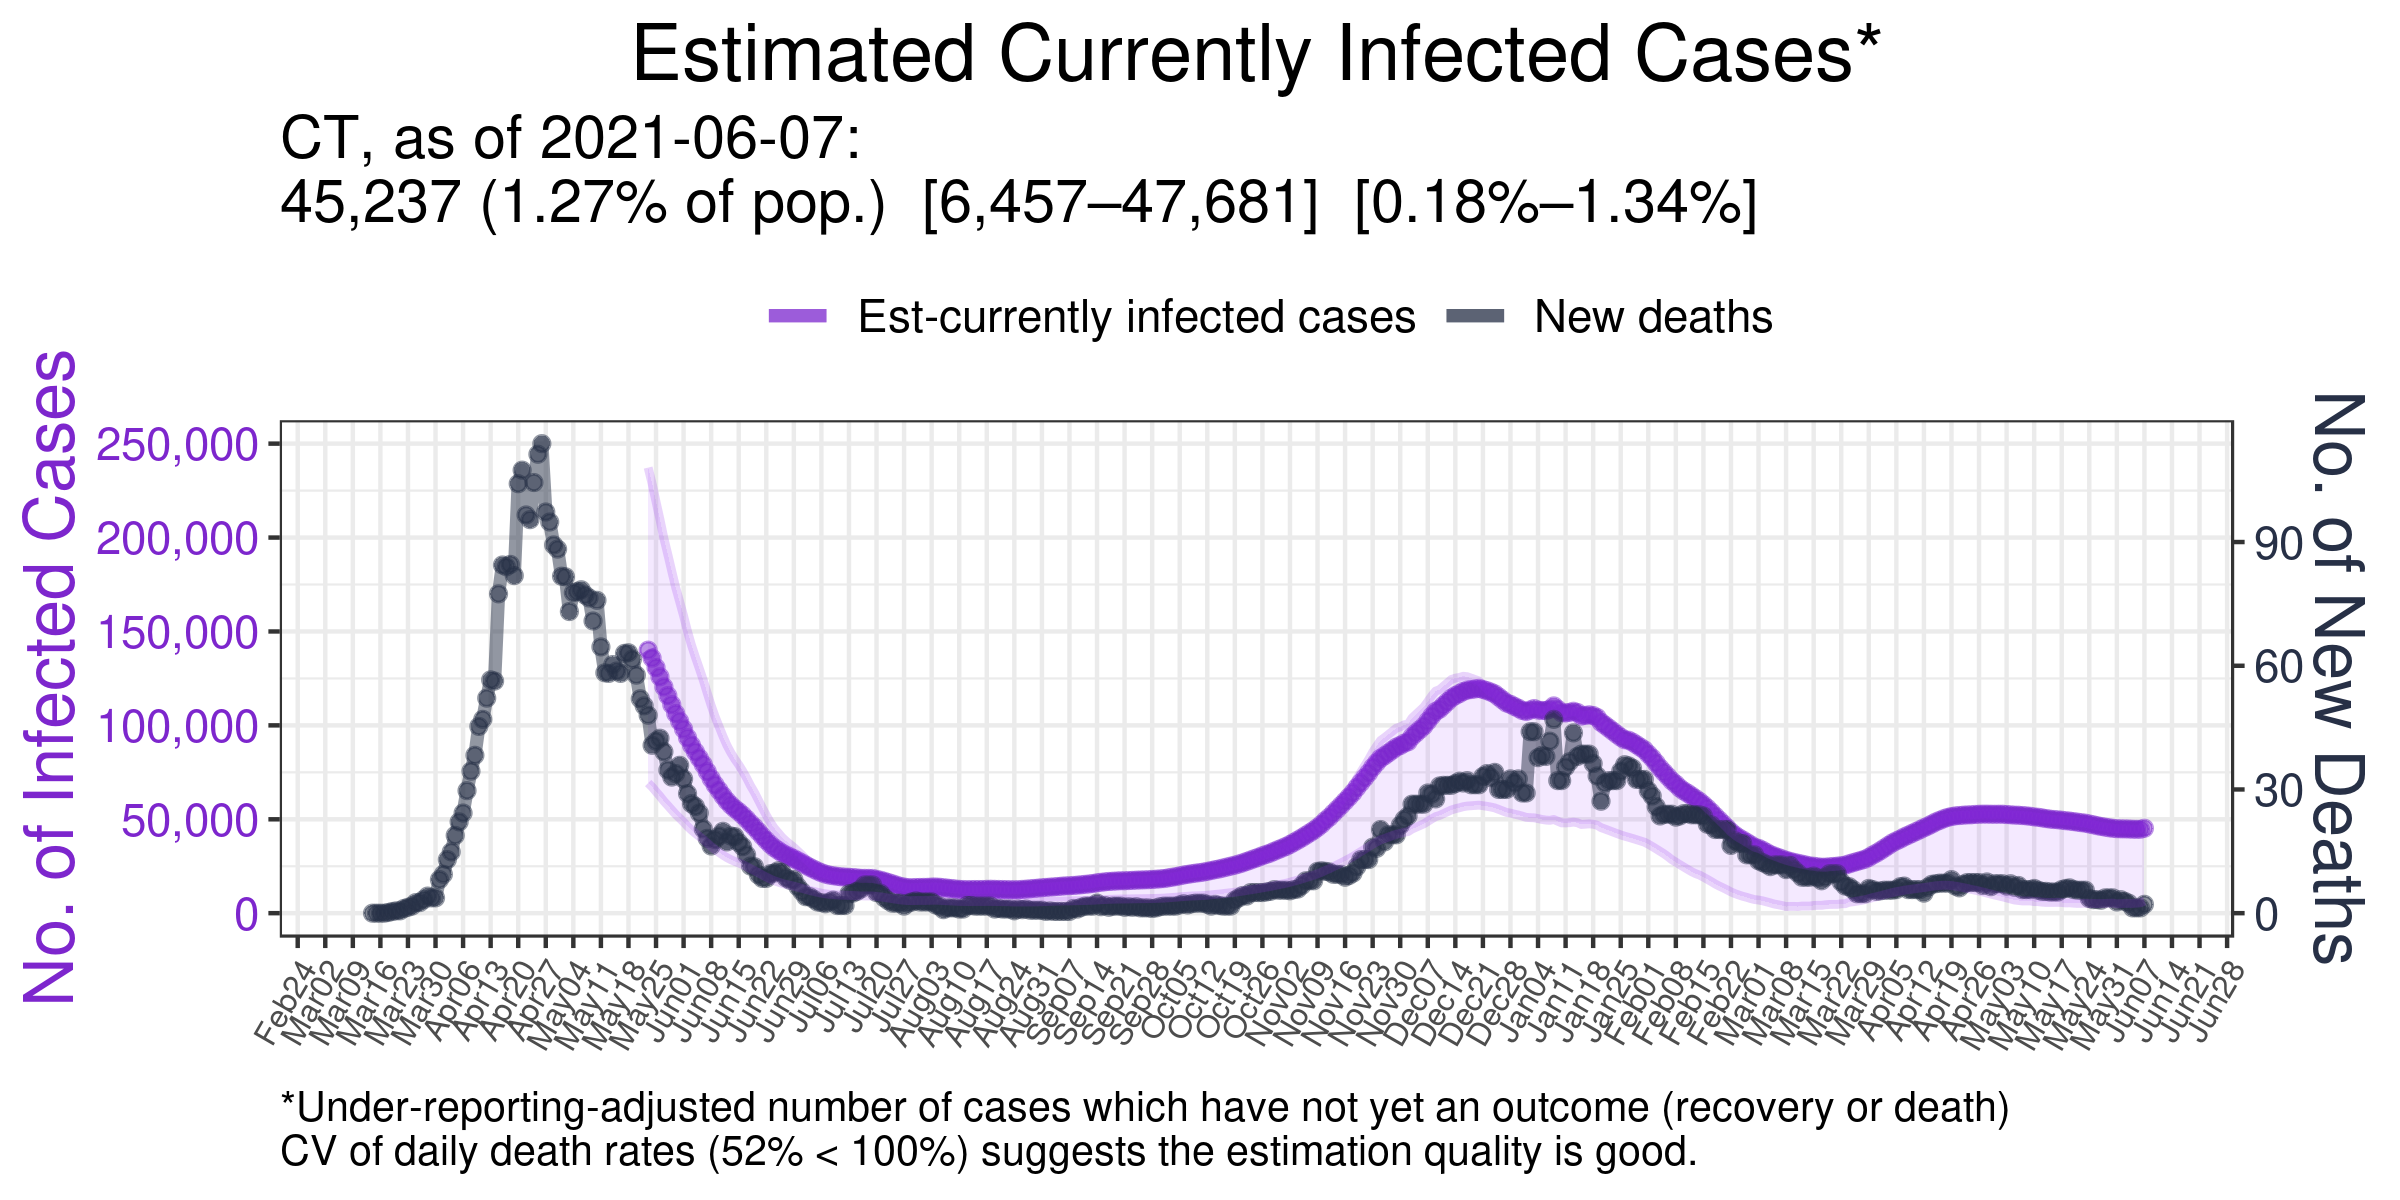 Estimated Currently Infected Cases*
CT, as of 2021-06-07:
45,237 (1.27% of pop.) [6,457–47,681] [0.18%–1.34%]
Est-currently infected cases
New deaths
No. of Infected Cases
250,000
200,000
150,000
100,000
50,000
0
No. of New Deaths
90
60
30
0
Feb24
Mar02
Mar09
Mar16
Mar23
Mar30
Apr06
Apr13
Apr20
Apr27
May04
May11
May18
May25
Jun01
Jun08
Jun15
Jun22
Jun29
Jul06
Jul13
Jul20
Jul27
Aug03
Aug10
Aug17
Aug24
Aug31
Sep07
Sep14
Sep21
Sep28
Oct05
Oct12
Oct19
Oct26
Nov02
Nov09
Nov16
Nov23
Nov30
Dec07
Dec14
Dec21
Dec28
Jan04
Jan11
Jan18
Jan25
Feb01
Feb08
Feb15
Feb22
Mar01
Mar08
Mar15
Mar22
Mar29
Apr05
Apr12
Apr19
Apr26
May03
May10
May17
May24
May31
Jun07
Jun14
Jun21
Jun28
*Under-reporting-adjusted number of cases which have not yet an outcome (recovery or death)
CV of daily death rates (52% < 100%) suggests the estimation quality is good.